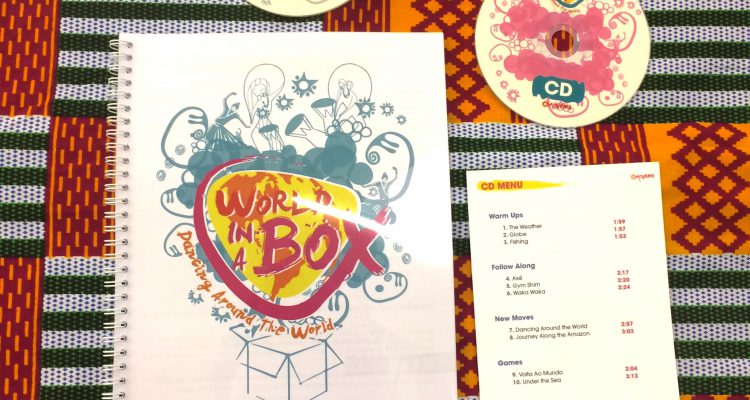 WORLD
IN
A BOX
Dancing Around The World
CD
CD MENU
Warm Ups
1. The Weather 1:59
2. Globe 1:57
3. Fishing 1:53
Follow Along
4. Axé 2:17
5. Gym Shim 2:20
6. Waka Waka 2:24
New Moves
7. Dancing Around the World 2:57
8. Journey Along the Amazon 3:03
Games
9. Volta Ao Mundo 2:04
10. Under the Sea 3:13